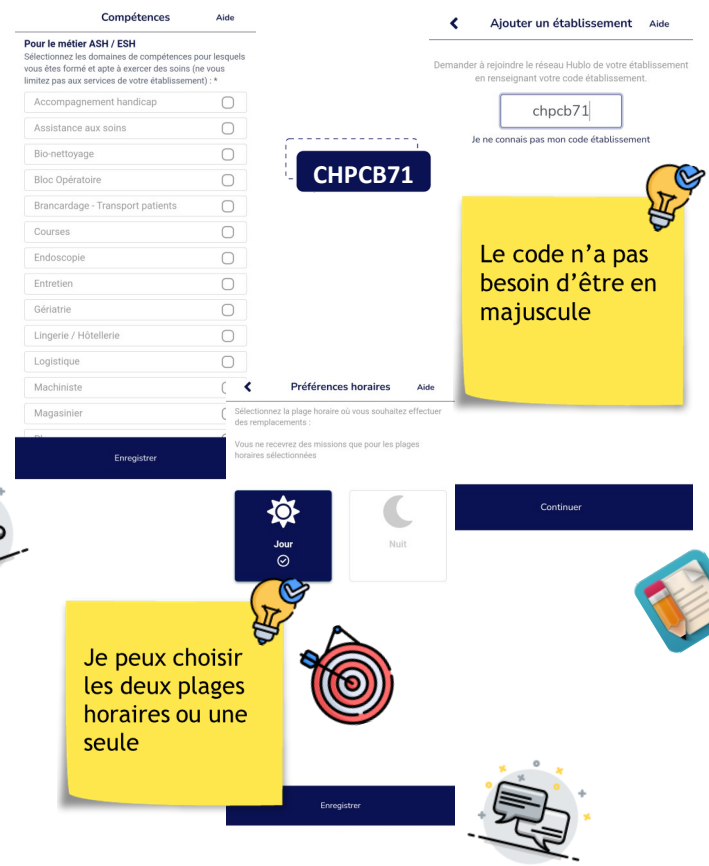 Compétences
Aide
Pour le métier ASH / ESH
Sélectionnez les domaines de compétences pour lesquels
vous êtes formé et apte à exercer des soins (ne vous
limitez pas aux services de votre établissement) : *
Accompagnement handicap
Assistance aux soins
Bio-nettoyage
Bloc Opératoire
Brancardage - Transport patients
Courses
Endoscopie
Entretien
Gériatrie
Lingerie / Hôtellerie
Logistique
Machiniste
Magasinier
Enregistrer
CHPCB71
Ajouter un établissement
Aide
Demander à rejoindre le réseau Hublo de votre établissement
en renseignant votre code établissement.
chpcb71
Je ne connais pas mon code établissement
Le code n’a pas
besoin d’être en
majuscule
Continuer
Préférences horaires
Aide
Sélectionnez la plage horaire où vous souhaitez effectuer
des remplacements :
Vous ne recevrez des missions que pour les plages
horaires sélectionnées
Jour
Nuit
Je peux choisir
les deux plages
horaires ou une
seule
Enregistrer